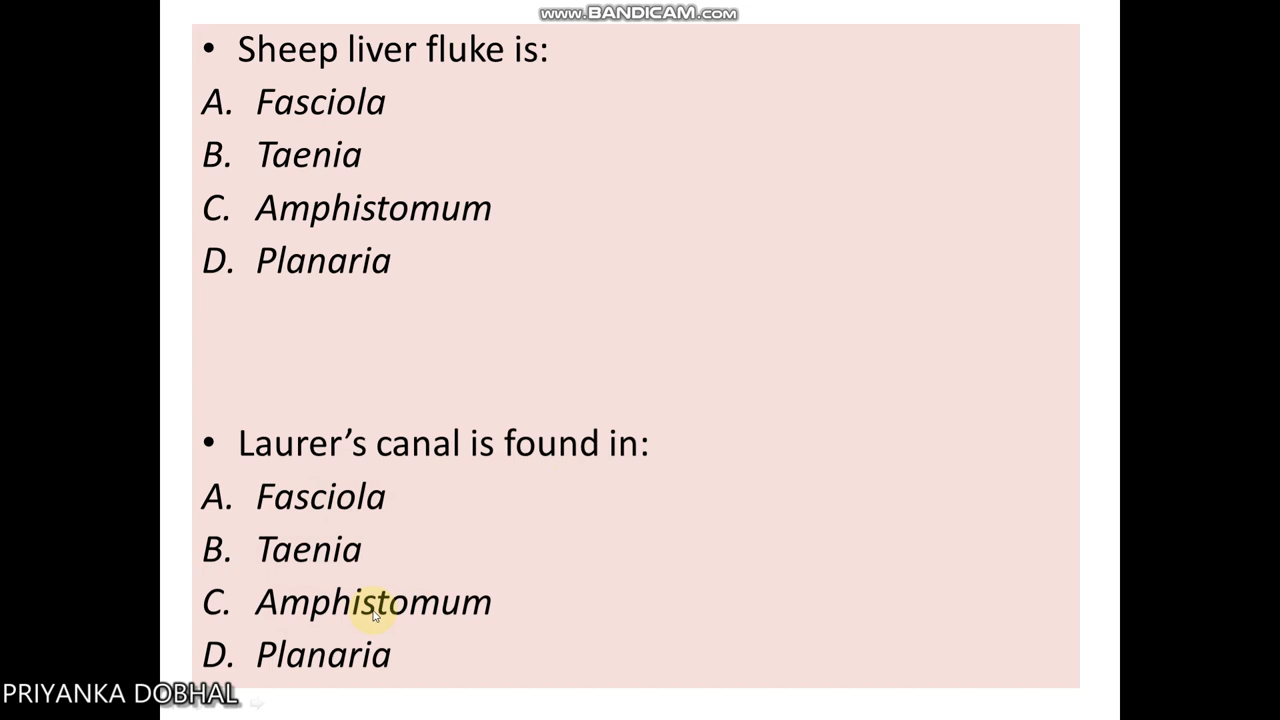 www.BANDICAM.com
• Sheep liver fluke is:
A. Fasciola
B. Taenia
C. Amphistomum
D. Planaria
• Laurer’s canal is found in:
A. Fasciola
B. Taenia
C. Amphistomum
D. Planaria
PRIYANKA DOBHAL